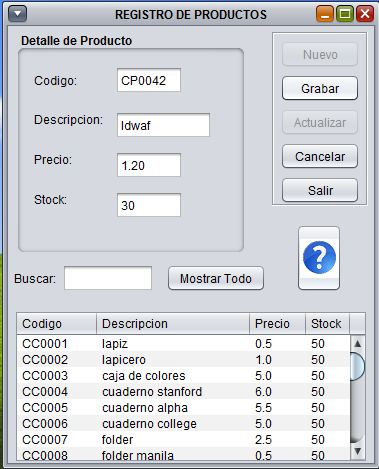 REGISTRO DE PRODUCTOS
Detalle de Producto
Codigo: CP0042
Descripcion: ldwaf
Precio: 1.20
Stock: 30
Nuevo
Grabar
Actualizar
Cancelar
Salir
?
Buscar: Mostrar Todo
Codigo Descripcion Precio Stock
CC0001 lapiz 0.5 50
CC0002 lapicero 1.0 50
CC0003 caja de colores 5.0 50
CC0004 cuaderno stanford 6.0 50
CC0005 cuaderno alpha 5.5 50
CC0006 cuaderno college 5.0 50
CC0007 folder 2.5 50
CC0008 folder manila 0.5 50